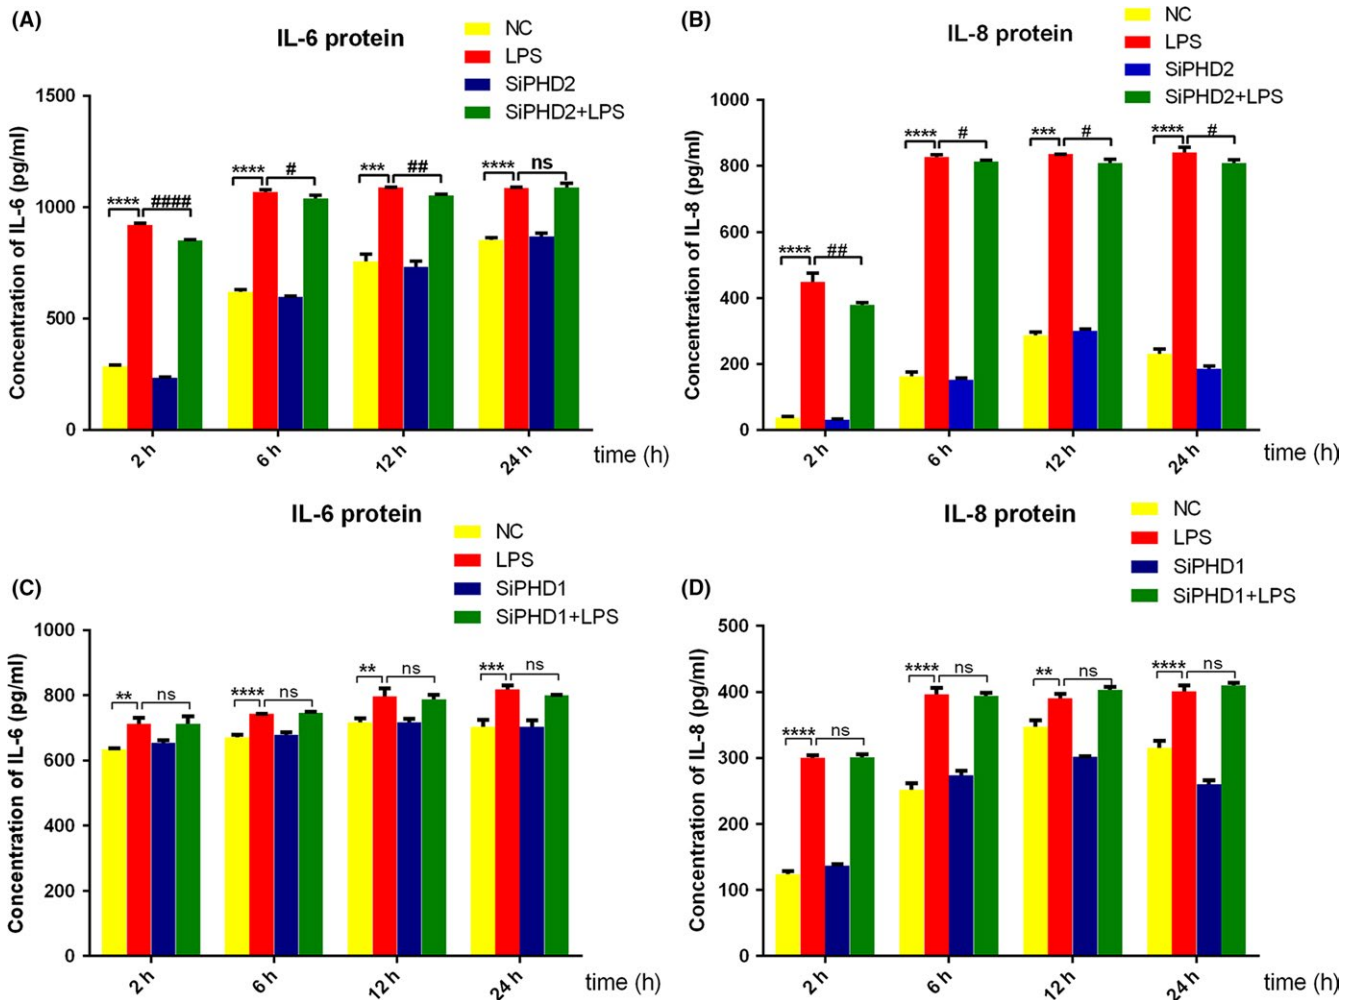 (A)
IL-6 protein
NC
LPS
SiPHD2
SiPHD2+LPS
Concentration of IL-6 (pg/ml)
1500
1000
500
0
**** ####
**** #
*** ##
**** ns
2 h
6 h
12 h
24 h
time (h)
(B)
IL-8 protein
NC
LPS
SiPHD2
SiPHD2+LPS
Concentration of IL-8 (pg/ml)
1000
800
600
400
200
0
**** ##
**** #
*** #
**** #
2 h
6 h
12 h
24 h
time (h)
(C)
IL-6 protein
NC
LPS
SiPHD1
SiPHD1+LPS
Concentration of IL-6 (pg/ml)
1000
800
600
400
200
0
** ns
**** ns
** ns
*** ns
2 h
6 h
12 h
24 h
time (h)
(D)
IL-8 protein
NC
LPS
SiPHD1
SiPHD1+LPS
Concentration of IL-8 (pg/ml)
500
400
300
200
100
0
**** ns
**** ns
** ns
**** ns
2 h
6 h
12 h
24 h
time (h)